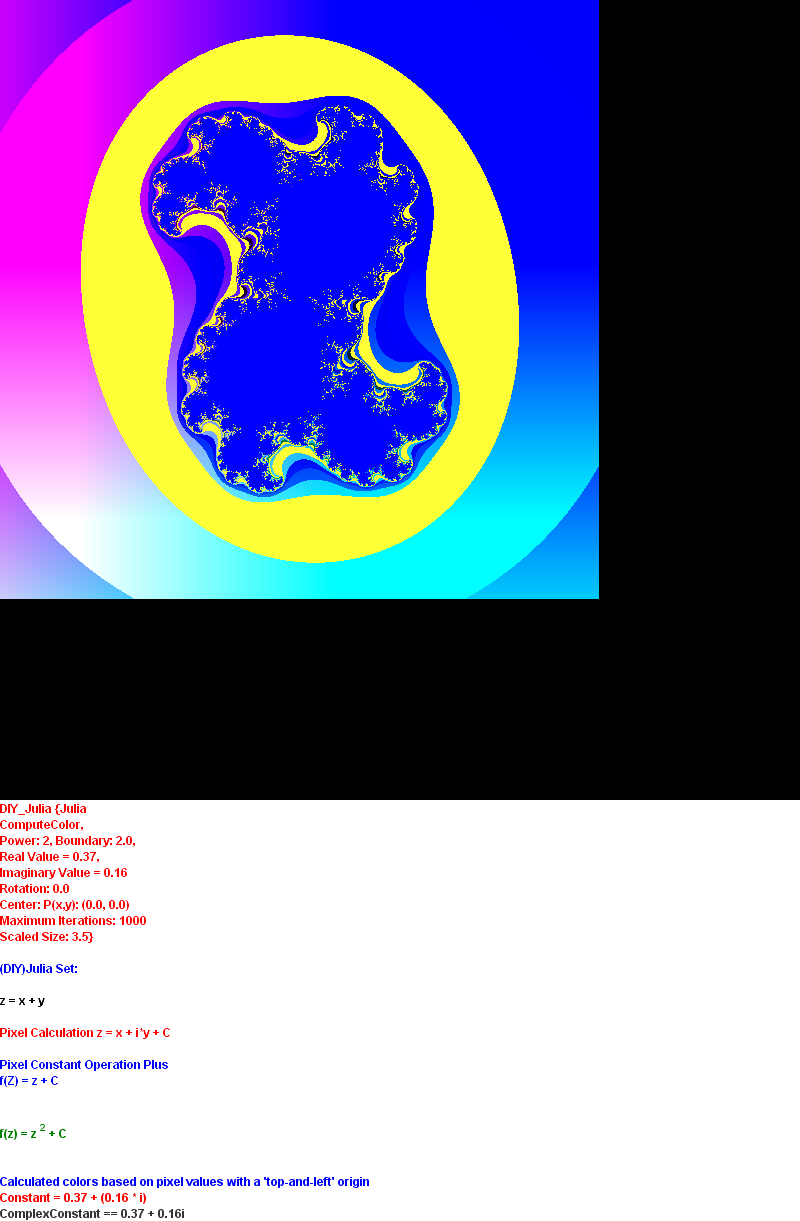 DIY_Julia {Julia
ComputeColor,
Power: 2, Boundary: 2.0,
Real Value = 0.37,
Imaginary Value = 0.16
Rotation: 0.0
Center: P(x,y): (0.0, 0.0)
Maximum Iterations: 1000
Scaled Size: 3.5}
(DIY)Julia Set:
z = x + y
Pixel Calculation z = x + i*y + C
Pixel Constant Operation Plus
f(Z) = z + C
f(z) = z 2 + C
Calculated colors based on pixel values with a 'top-and-left' origin
Constant = 0.37 + (0.16 * i)
ComplexConstant == 0.37 + 0.16i